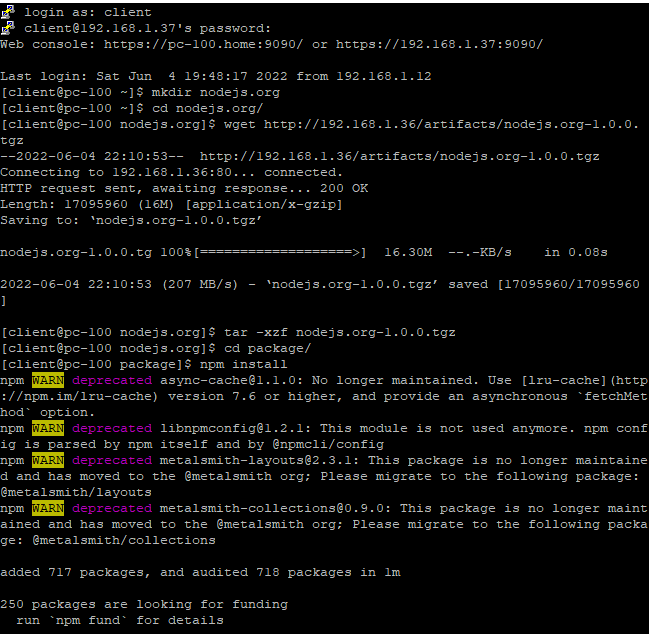 login as: client
client@192.168.1.37's password:
Web console: https://pc-100.home:9090/ or https://192.168.1.37:9090/
Last login: Sat Jun  4 19:48:17 2022 from 192.168.1.12
[client@pc-100 ~]$ mkdir nodejs.org
[client@pc-100 ~]$ cd nodejs.org/
[client@pc-100 nodejs.org]$ wget http://192.168.1.36/artifacts/nodejs.org-1.0.0.
tgz
--2022-06-04 22:10:53--  http://192.168.1.36/artifacts/nodejs.org-1.0.0.tgz
Connecting to 192.168.1.36:80... connected.
HTTP request sent, awaiting response... 200 OK
Length: 17095960 (16M) [application/x-gzip]
Saving to: ‘nodejs.org-1.0.0.tgz’
nodejs.org-1.0.0.tg 100%[===================>]  16.30M  --.-KB/s    in 0.08s
2022-06-04 22:10:53 (207 MB/s) - ‘nodejs.org-1.0.0.tgz’ saved [17095960/17095960
]
[client@pc-100 nodejs.org]$ tar -xzf nodejs.org-1.0.0.tgz
[client@pc-100 nodejs.org]$ cd package/
[client@pc-100 package]$ npm install
npm WARN deprecated async-cache@1.1.0: No longer maintained. Use [lru-cache](http
://npm.im/lru-cache) version 7.6 or higher, and provide an asynchronous `fetchMet
hod` option.
npm WARN deprecated libnpmconfig@1.2.1: This module is not used anymore. npm conf
ig is parsed by npm itself and by @npmcli/config
npm WARN deprecated metalsmith-layouts@2.3.1: This package is no longer maintaine
d and has moved to the @metalsmith org; Please migrate to the following package:
@metalsmith/layouts
npm WARN deprecated metalsmith-collections@0.9.0: This package is no longer maint
ained and has moved to the @metalsmith org; Please migrate to the following packa
ge: @metalsmith/collections
added 717 packages, and audited 718 packages in 1m
250 packages are looking for funding
  run `npm fund` for details